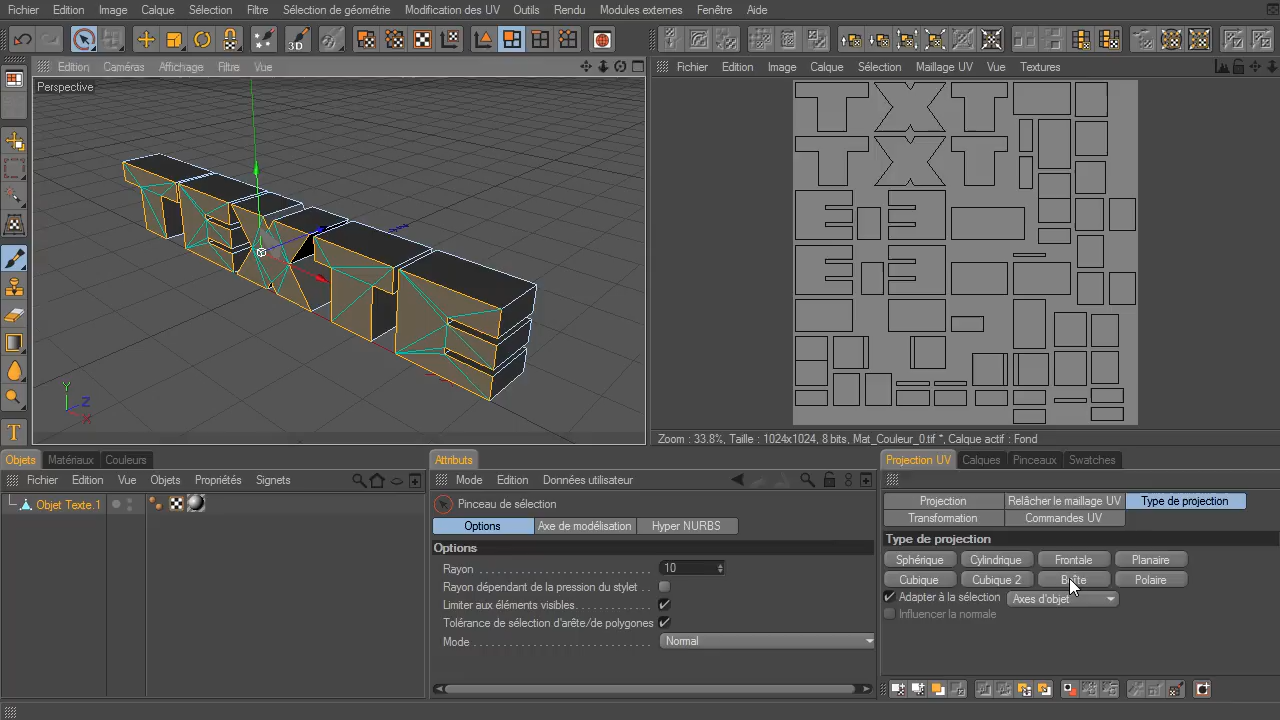 Fichier Edition Image Calque Sélection Filtre Sélection de géométrie Modification des UV Outils Rendu Modules externes Fenêtre Aide
3D
Edition Caméras Affichage Filtre Vue
Fichier Edition Image Calque Sélection Maillage UV Vue Textures
Perspective
Y
Z
X
T
Zoom : 33.8%, Taille : 1024x1024, 8 bits, Mat_Couleur_0.tif *, Calque actif : Fond
Objets Matériaux Couleurs
Fichier Edition Vue Objets Propriétés Signets
Objet Texte.1
Attributs
Mode Edition Données utilisateur
Pinceau de sélection
Options Axe de modélisation Hyper NURBS
Options
Rayon 10
Rayon dépendant de la pression du stylet
Limiter aux éléments visibles
Tolérance de sélection d'arête/de polygones
Mode Normal
Projection UV Calques Pinceaux Swatches
Projection Relâcher le maillage UV Type de projection
Transformation Commandes UV
Type de projection
Sphérique Cylindrique Frontale Planaire
Cubique Cubique 2 Boîte Polaire
Adapter à la sélection Axes d'objet
Influencer la normale